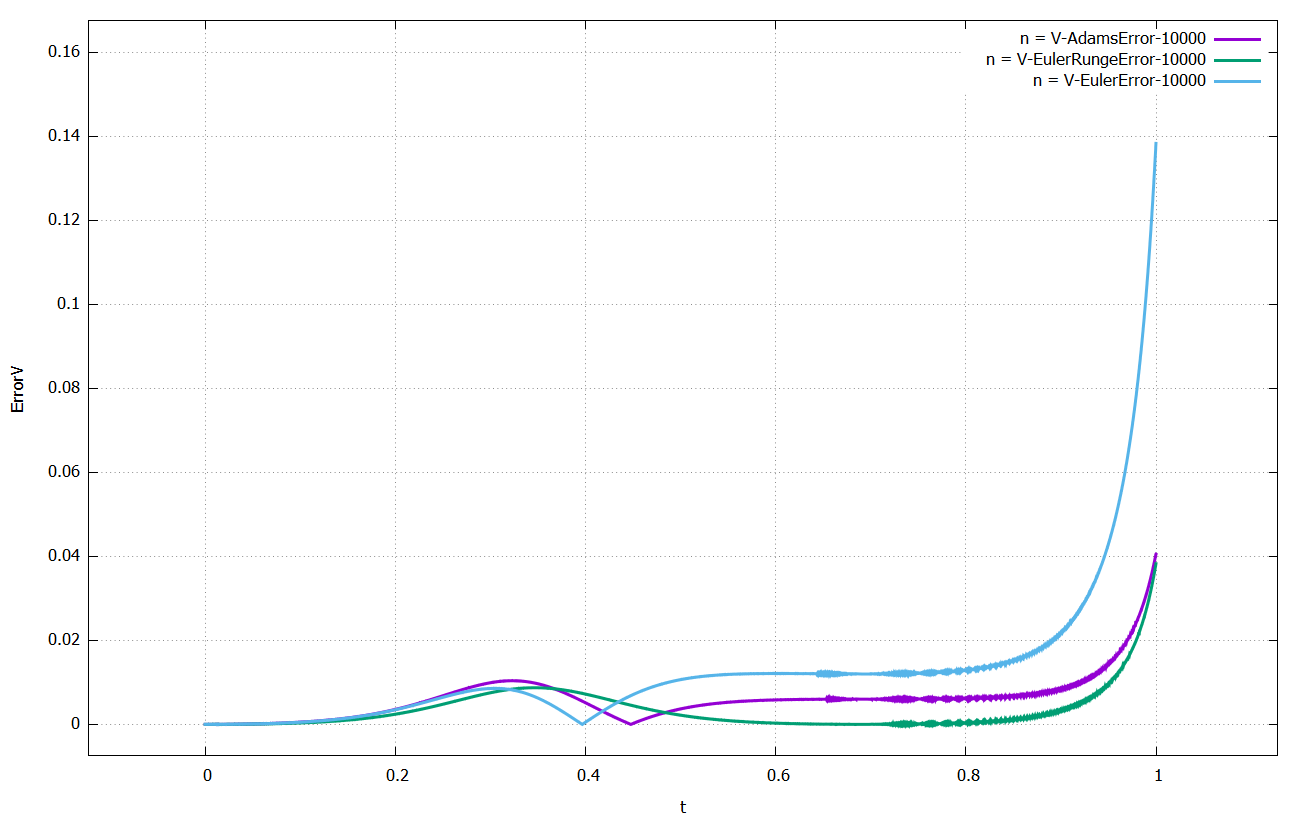 n = V-AdamsError-10000
n = V-EulerRungeError-10000
n = V-EulerError-10000
0.16
0.14
0.12
0.1
0.08
0.06
0.04
0.02
0
ErrorV
0 0.2 0.4 0.6 0.8 1
t